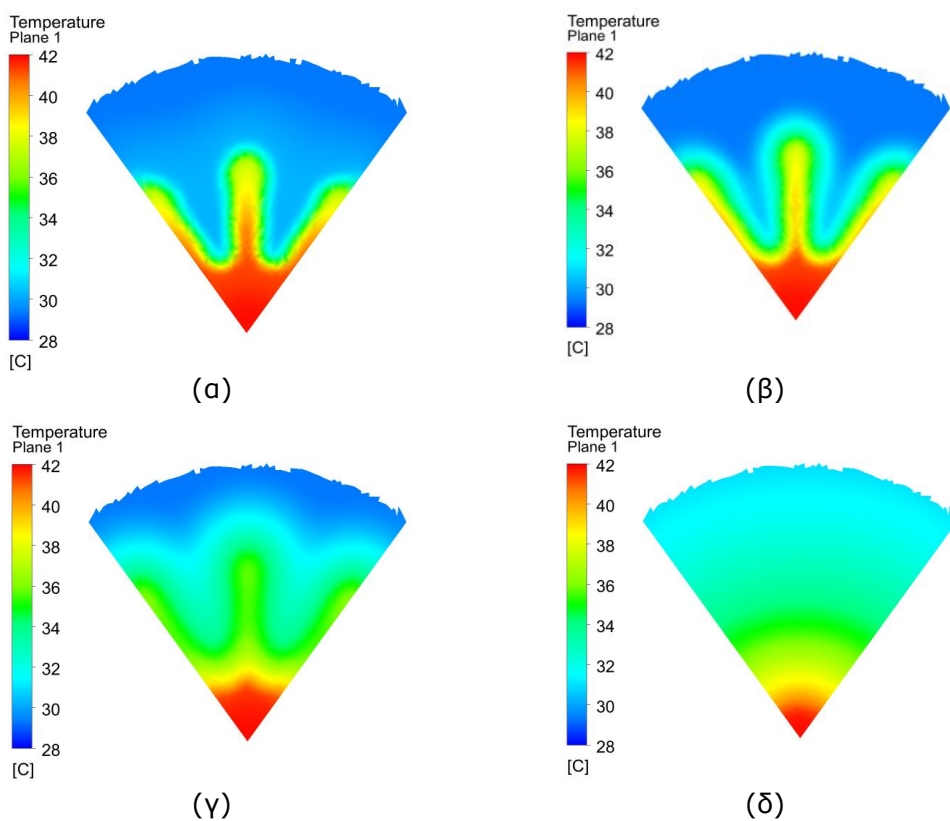 Temperature
Plane 1
42
40
38
36
34
32
30
28
[C]
(α)
Temperature
Plane 1
42
40
38
36
34
32
30
28
[C]
(β)
Temperature
Plane 1
42
40
38
36
34
32
30
28
[C]
(γ)
Temperature
Plane 1
42
40
38
36
34
32
30
28
[C]
(δ)